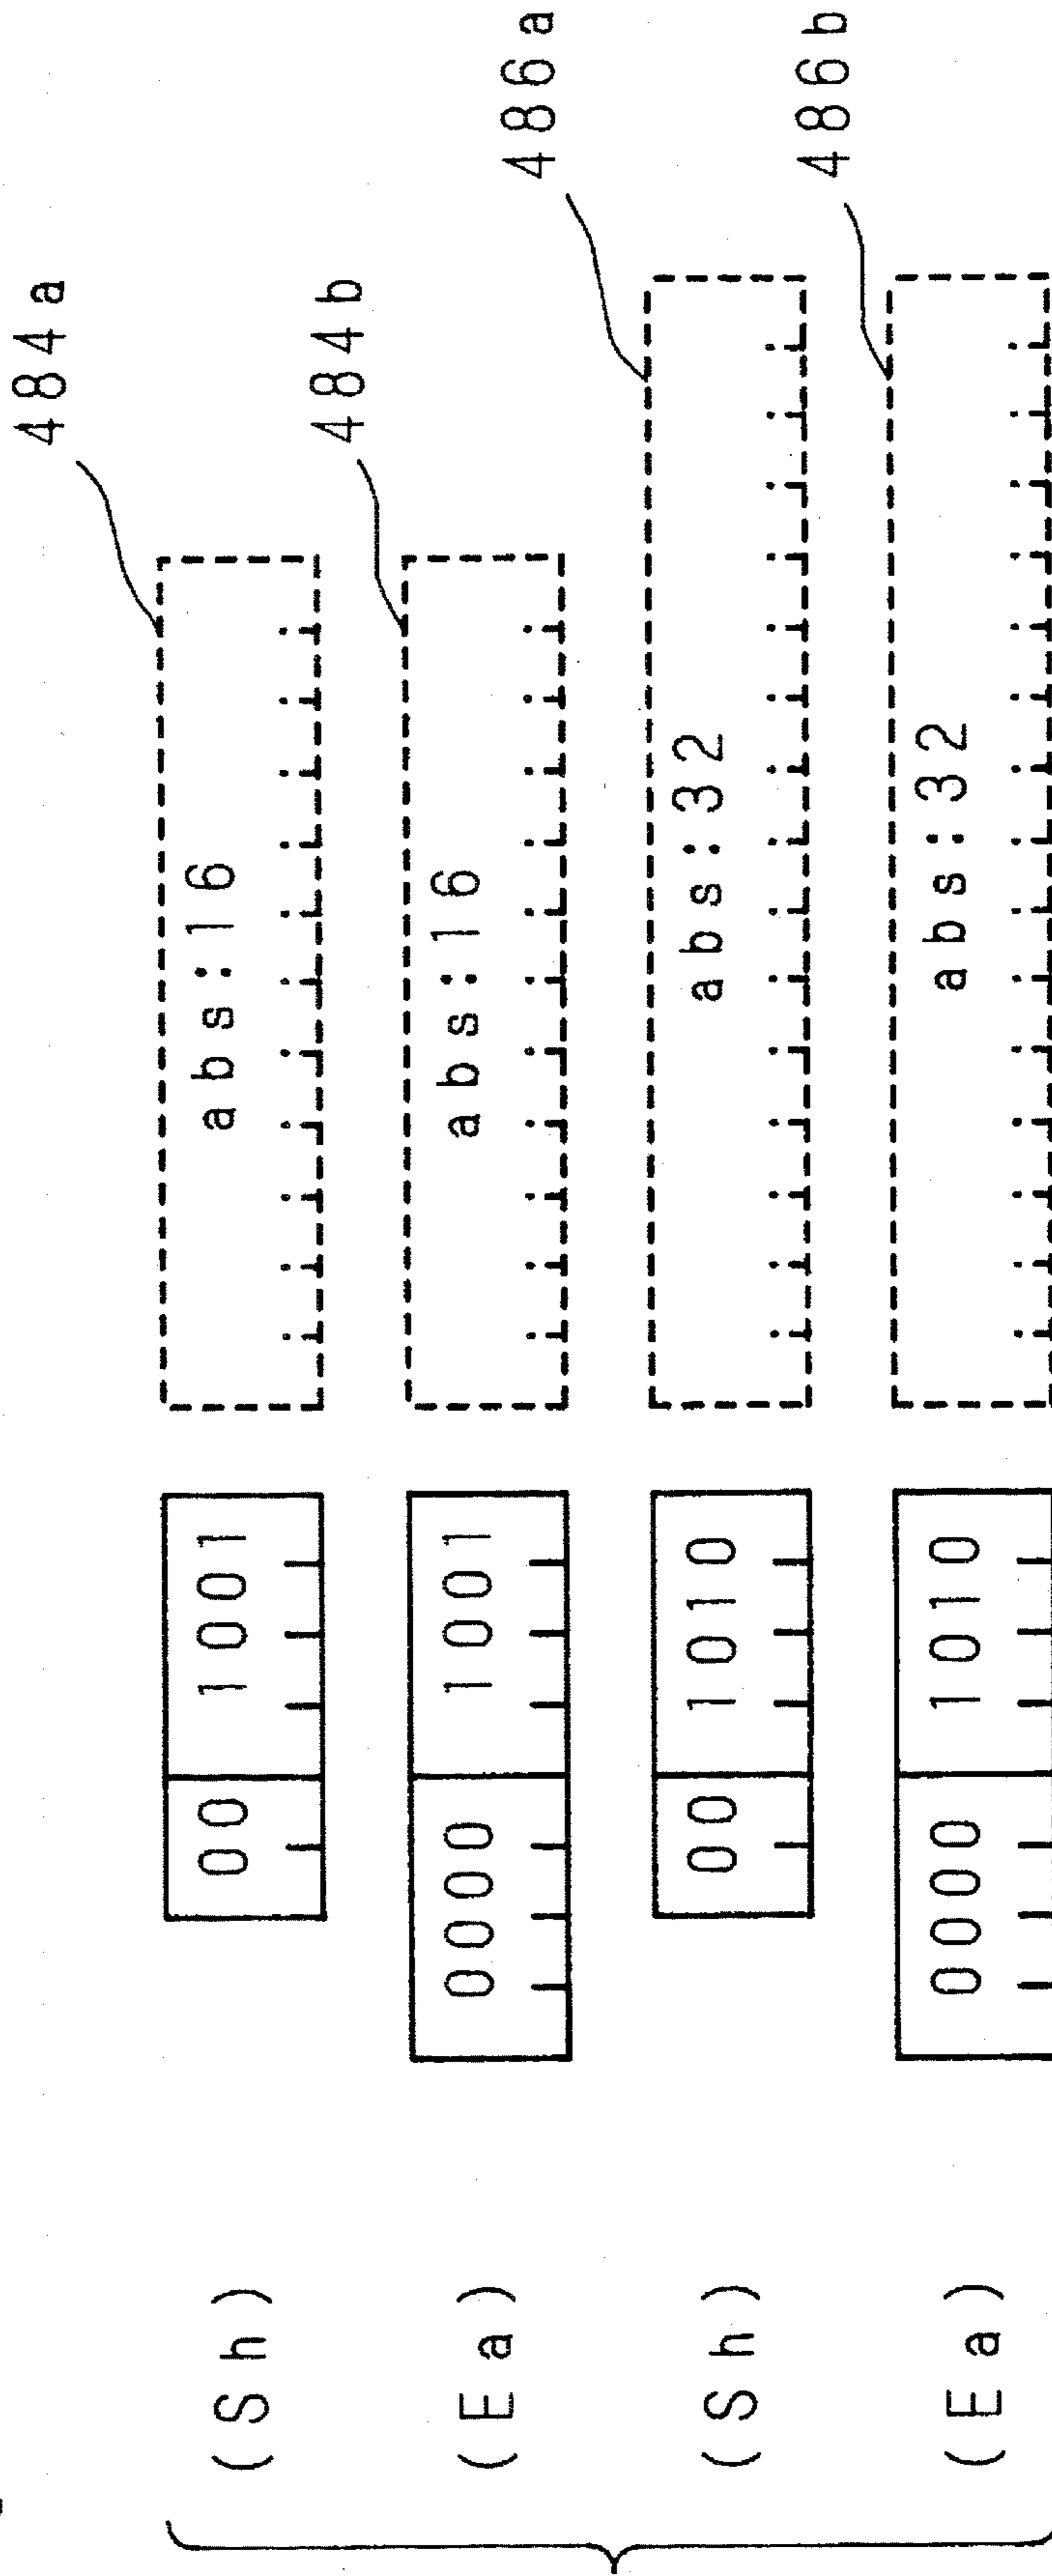 484a
(Sh) 00 1001 abs:16
484b
(Ea) 0000 1001 abs:16
486a
(Sh) 00 1010 abs:32
486b
(Ea) 0000 1010 abs:32